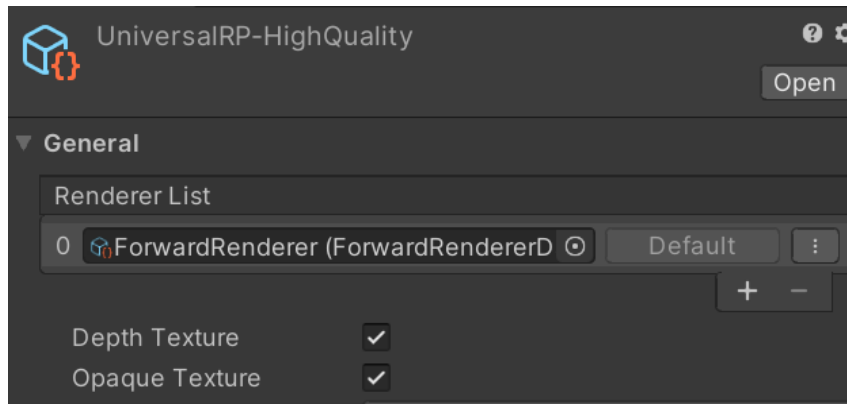 UniversalRP-HighQuality
Open
General
Renderer List
0 ForwardRenderer (ForwardRendererD Default
Depth Texture
Opaque Texture